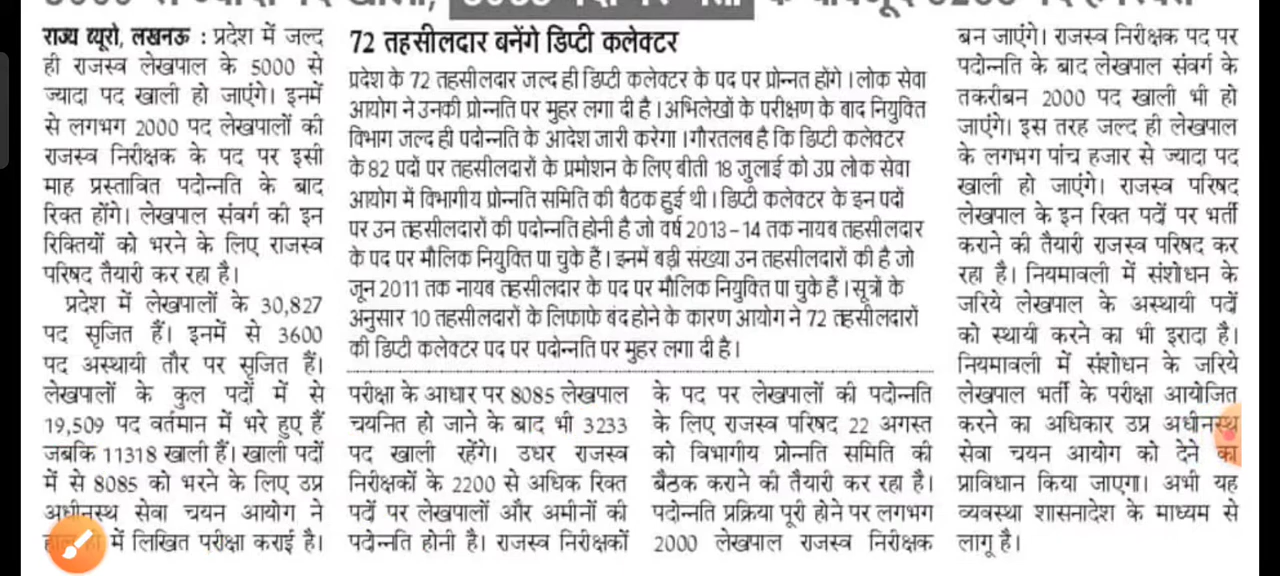 राज्य ब्यूरो, लखनऊ : प्रदेश में जल्द
ही राजस्व लेखपाल के 5000 से
ज्यादा पद खाली हो जाएंगे। इनमें
से लगभग 2000 पद लेखपालों की
राजस्व निरीक्षक के पद पर इसी
माह प्रस्तावित पदोन्नति के बाद
रिक्त होंगे। लेखपाल संवर्ग की इन
रिक्तियों को भरने के लिए राजस्व
परिषद तैयारी कर रहा है।
प्रदेश में लेखपालों के 30,827
पद सृजित हैं। इनमें से 3600
पद अस्थायी तौर पर सृजित हैं।
लेखपालों के कुल पदों में से
19,509 पद वर्तमान में भरे हुए हैं
जबकि 11318 खाली हैं। खाली पदों
में से 8085 को भरने के लिए उप्र
अधीनस्थ सेवा चयन आयोग ने
में लिखित परीक्षा कराई है।
72 तहसीलदार बनेंगे डिप्टी कलेक्टर
प्रदेश के 72 तहसीलदार जल्द ही डिप्टी कलेक्टर के पद पर प्रोन्नत होंगे। लोक सेवा
आयोग ने उनकी प्रोन्नति पर मुहर लगा दी है। अभिलेखों के परीक्षण के बाद नियुक्ति
विभाग जल्द ही पदोन्नति के आदेश जारी करेगा। गौरतलब है कि डिप्टी कलेक्टर
के 82 पदों पर तहसीलदारों के प्रमोशन के लिए बीती 18 जुलाई को उप्र लोक सेवा
आयोग में विभागीय प्रोन्नति समिति की बैठक हुई थी। डिप्टी कलेक्टर के इन पदों
पर उन तहसीलदारों की पदोन्नति होनी है जो वर्ष 2013-14 तक नायब तहसीलदार
के पद पर मौलिक नियुक्ति पा चुके हैं। इनमें बड़ी संख्या उन तहसीलदारों की है जो
जून 2011 तक नायब तहसीलदार के पद पर मौलिक नियुक्ति पा चुके हैं। सूत्रों के
अनुसार 10 तहसीलदारों के लिफाफे बंद होने के कारण आयोग ने 72 तहसीलदारों
की डिप्टी कलेक्टर पद पर पदोन्नति पर मुहर लगा दी है।
परीक्षा के आधार पर 8085 लेखपाल
चयनित हो जाने के बाद भी 3233
पद खाली रहेंगे। उधर राजस्व
निरीक्षकों के 2200 से अधिक रिक्त
पदों पर लेखपालों और अमीनों की
पदोन्नति होनी है। राजस्व निरीक्षकों
के पद पर लेखपालों की पदोन्नति
के लिए राजस्व परिषद 22 अगस्त
को विभागीय प्रोन्नति समिति की
बैठक कराने की तैयारी कर रहा है।
पदोन्नति प्रक्रिया पूरी होने पर लगभग
2000 लेखपाल राजस्व निरीक्षक
बन जाएंगे। राजस्व निरीक्षक पद पर
पदोन्नति के बाद लेखपाल संवर्ग के
तकरीबन 2000 पद खाली भी हो
जाएंगे। इस तरह जल्द ही लेखपाल
के लगभग पांच हजार से ज्यादा पद
खाली हो जाएंगे। राजस्व परिषद
लेखपाल के इन रिक्त पदों पर भर्ती
कराने की तैयारी राजस्व परिषद कर
रहा है। नियमावली में संशोधन के
जरिये लेखपाल के अस्थायी पदों
को स्थायी करने का भी इरादा है।
नियमावली में संशोधन के जरिये
लेखपाल भर्ती के परीक्षा आयोजित
करने का अधिकार उप्र अधीनस्थ
सेवा चयन आयोग को देने का
प्राविधान किया जाएगा। अभी यह
व्यवस्था शासनादेश के माध्यम से
लागू है।